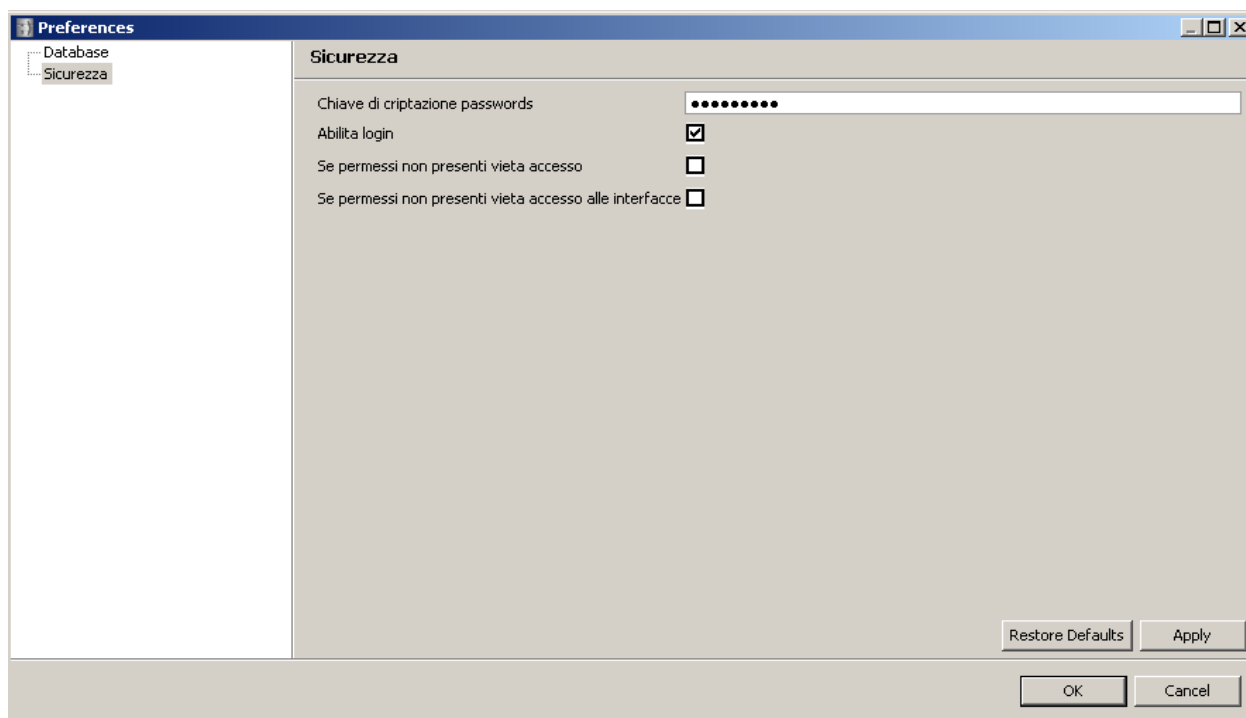 Preferences
Database
Sicurezza
Sicurezza
Chiave di criptazione passwords
●●●●●●●●●
Abilita login
Se permessi non presenti vieta accesso
Se permessi non presenti vieta accesso alle interfacce
Restore Defaults Apply
OK Cancel